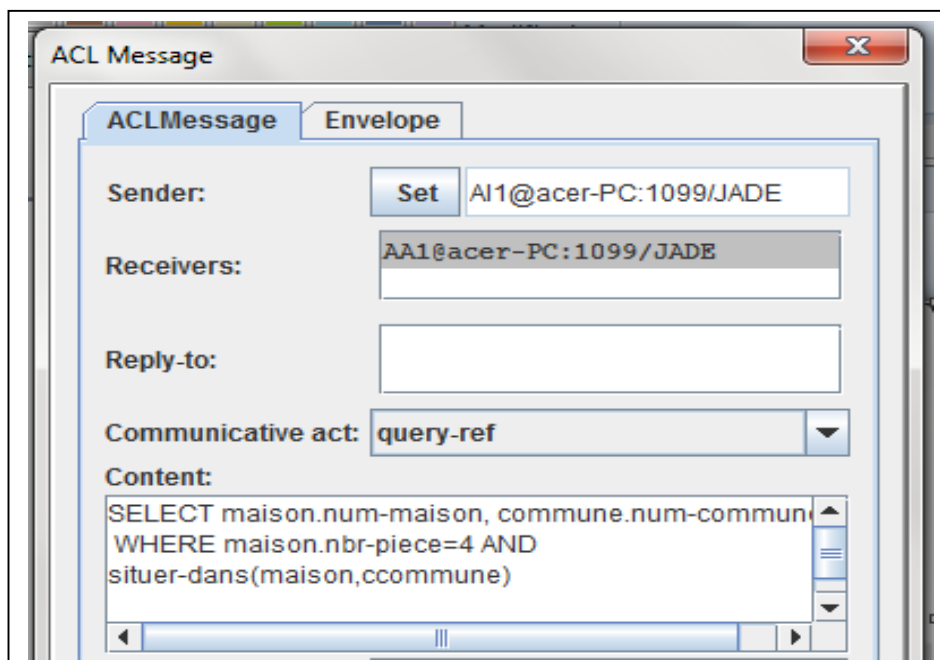 ACL Message
ACLMessage Envelope
Sender: Set AI1@acer-PC:1099/JADE
Receivers: AA1@acer-PC:1099/JADE
Reply-to:
Communicative act: query-ref
Content:
SELECT maison.num-maison, commune.num-commun
WHERE maison.nbr-piece=4 AND
situer-dans(maison,ccommune)